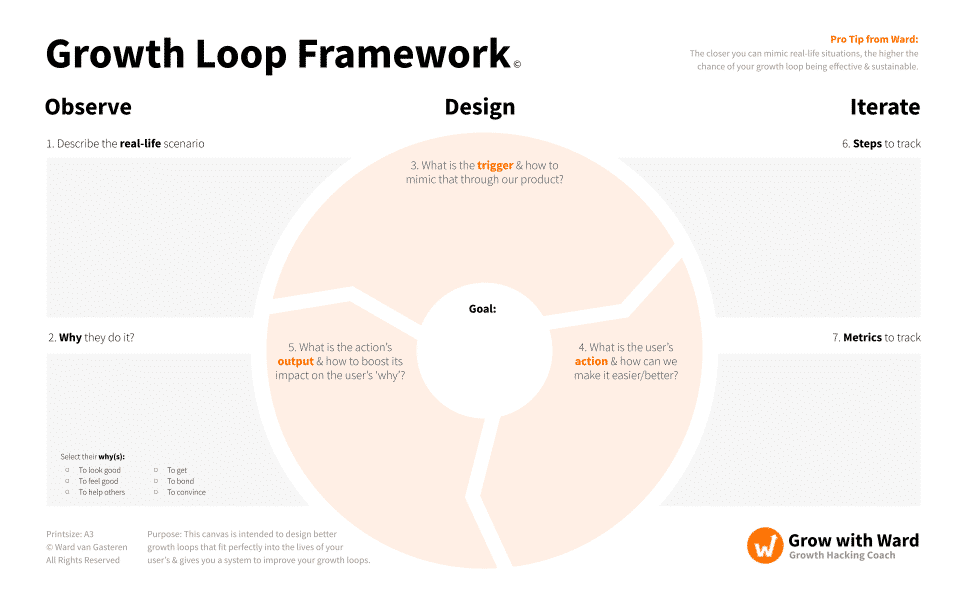 Growth Loop Framework©
Pro Tip from Ward:
The closer you can mimic real-life situations, the higher the
chance of your growth loop being effective & sustainable.
Observe
Design
Iterate
1. Describe the real-life scenario
2. Why they do it?
Select their why(s):
To look good
To feel good
To help others
To get
To bond
To convince
3. What is the trigger & how to
mimic that through our product?
Goal:
4. What is the user's
action & how can we
make it easier/better?
5. What is the action's
output & how to boost its
impact on the user's 'why'?
6. Steps to track
7. Metrics to track
Printsize: A3
© Ward van Gasteren
All Rights Reserved
Purpose: This canvas is intended to design better
growth loops that fit perfectly into the lives of your
user's & gives you a system to improve your growth loops.
Grow with Ward
Growth Hacking Coach